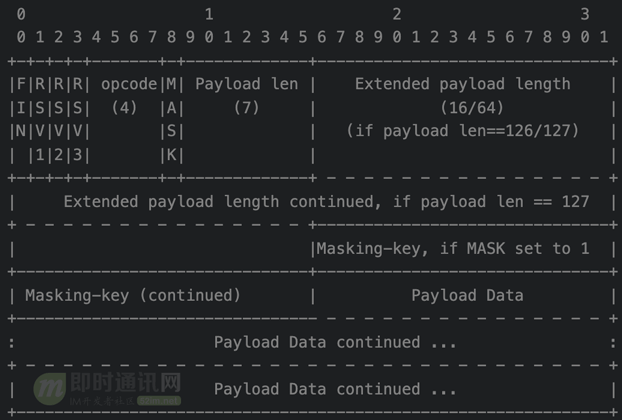 0                   1                   2                   3
 0 1 2 3 4 5 6 7 8 9 0 1 2 3 4 5 6 7 8 9 0 1 2 3 4 5 6 7 8 9 0 1
+-+-+-+-+-------+-+-------------+-------------------------------+
|F|R|R|R| opcode|M| Payload len |    Extended payload length    |
|I|S|S|S|  (4)  |A|     (7)     |             (16/64)           |
|N|V|V|V|       |S|             |   (if payload len==126/127)   |
| |1|2|3|       |K|             |                               |
+-+-+-+-+-------+-+-------------+ - - - - - - - - - - - - - - - +
|     Extended payload length continued, if payload len == 127  |
+ - - - - - - - - - - - - - - - +-------------------------------+
|                               |Masking-key, if MASK set to 1  |
+-------------------------------+-------------------------------+
| Masking-key (continued)       |          Payload Data         |
+-------------------------------- - - - - - - - - - - - - - - - +
:                     Payload Data continued ...                :
+ - - - - - - - - - - - - - - - - - - - - - - - - - - - - - - - +
|                     Payload Data continued ...                |
+---------------------------------------------------------------+
即时通讯网